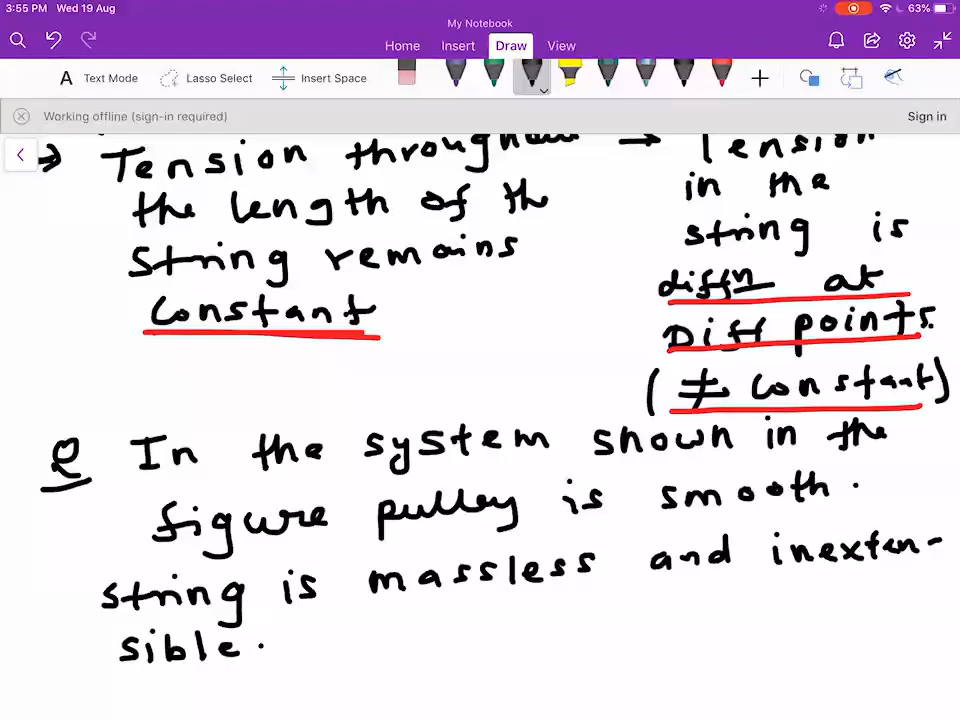 3:55 PM Wed 19 Aug
63%
My Notebook
Home Insert Draw View
Text Mode Lasso Select Insert Space
Working offline (sign-in required) Sign in
Tension throughout
the length of the
string remains
constant
Tension
in the
string is
diffn at
Diff points.
(≠ constant)
Q In the system shown in the
figure pulley is smooth.
string is massless and inexten-
sible.